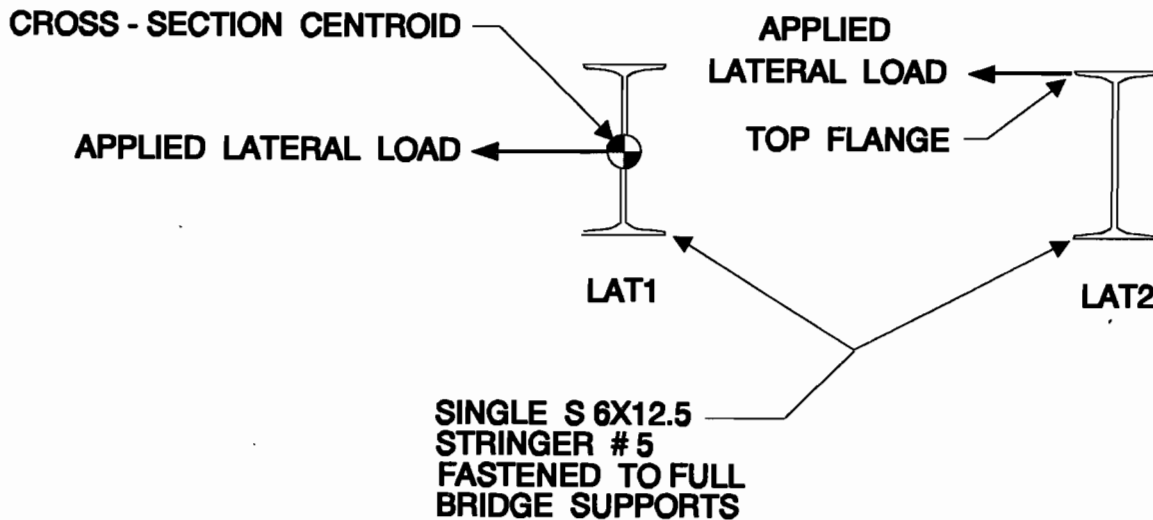 CROSS - SECTION CENTROID
APPLIED LATERAL LOAD
APPLIED
LATERAL LOAD
TOP FLANGE
LAT1
LAT2
SINGLE S 6X12.5
STRINGER # 5
FASTENED TO FULL
BRIDGE SUPPORTS